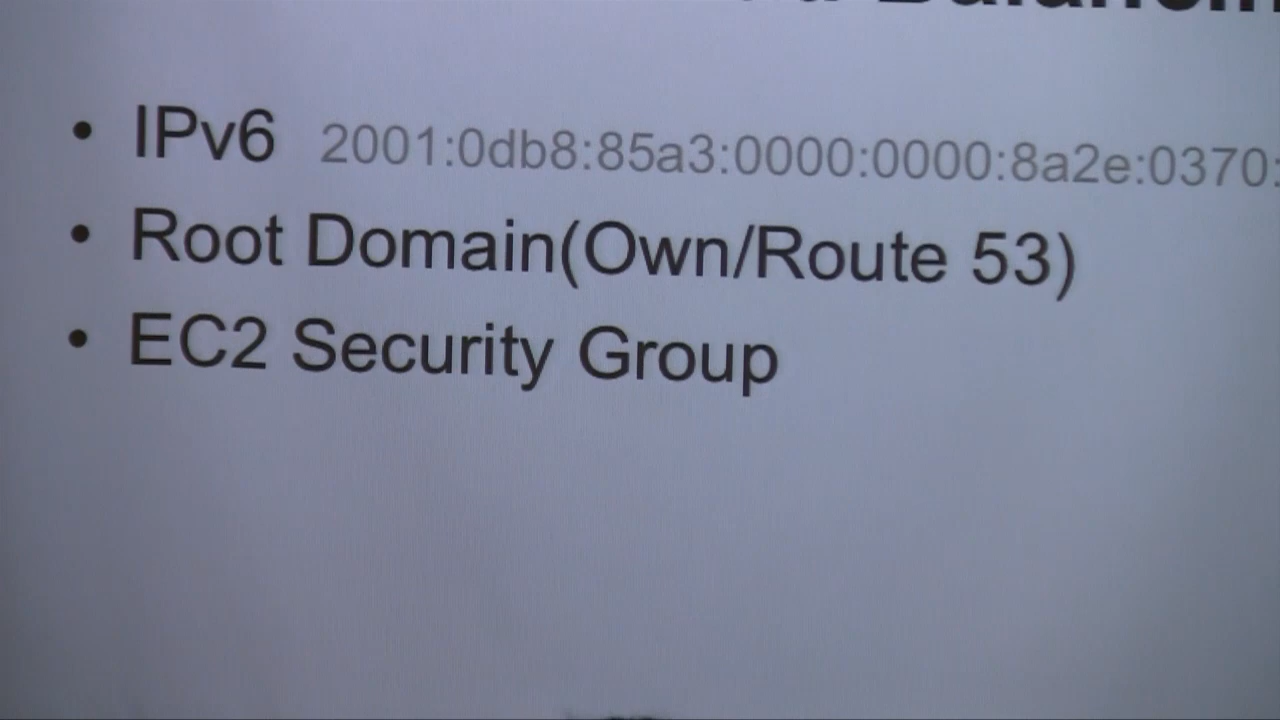 • IPv6 2001:0db8:85a3:0000:0000:8a2e:0370:
• Root Domain(Own/Route 53)
• EC2 Security Group